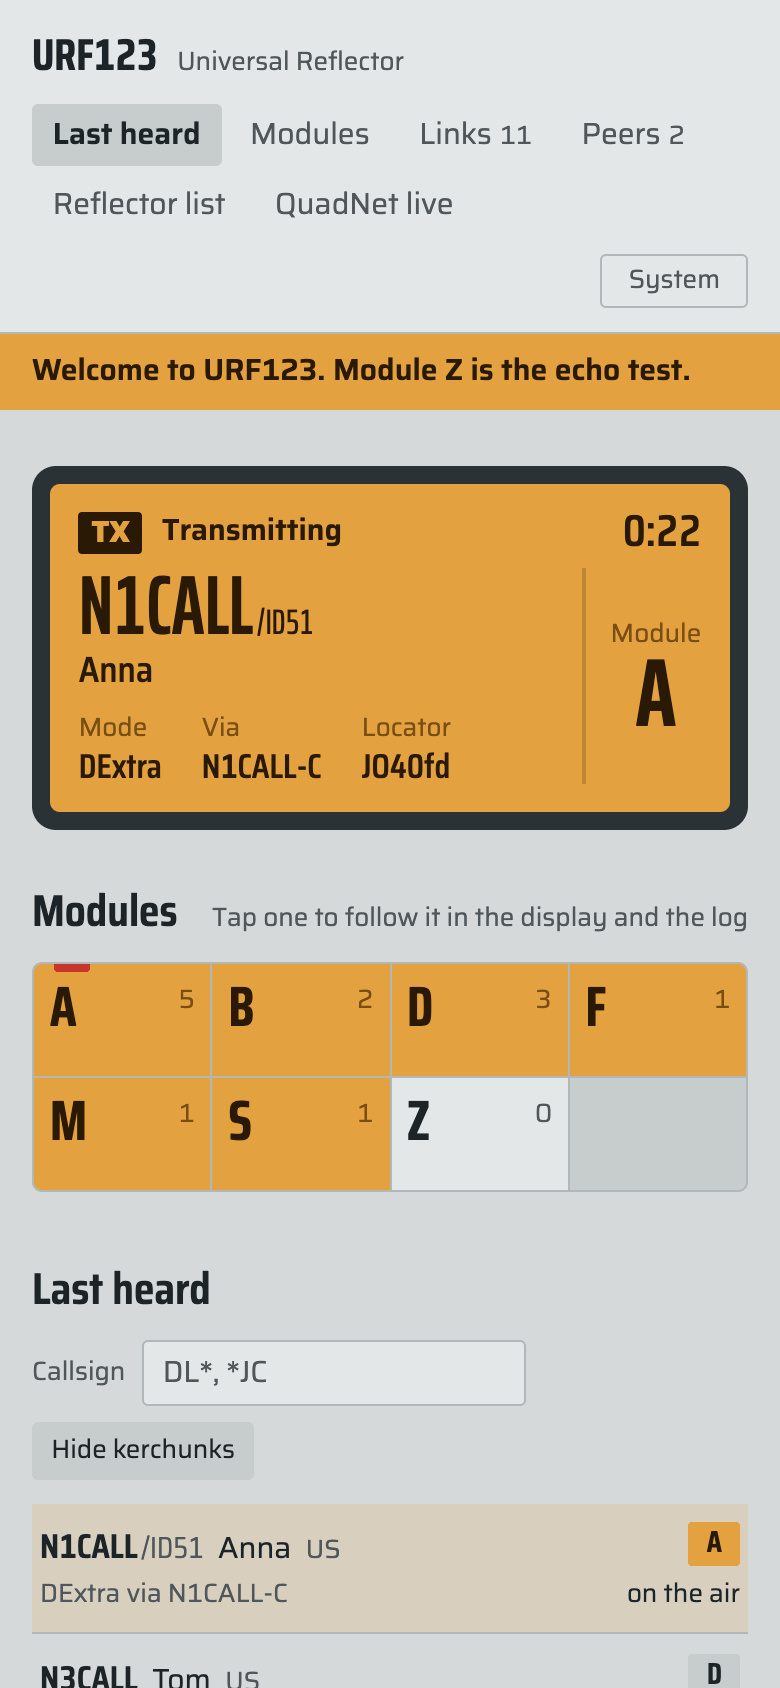 URF123 Universal Reflector
Last heard Modules Links 11 Peers 2
Reflector list QuadNet live
System
Welcome to URF123. Module Z is the echo test.
TX Transmitting 0:22
N1CALL/ID51
Module
Anna
A
Mode Via Locator
DExtra N1CALL-C JO40fd
Modules Tap one to follow it in the display and the log
A 5 B 2 D 3 F 1
M 1 S 1 Z 0
Last heard
Callsign DL*, *JC
Hide kerchunks
N1CALL/ID51 Anna US A
DExtra via N1CALL-C on the air
N3CALL Tom US D